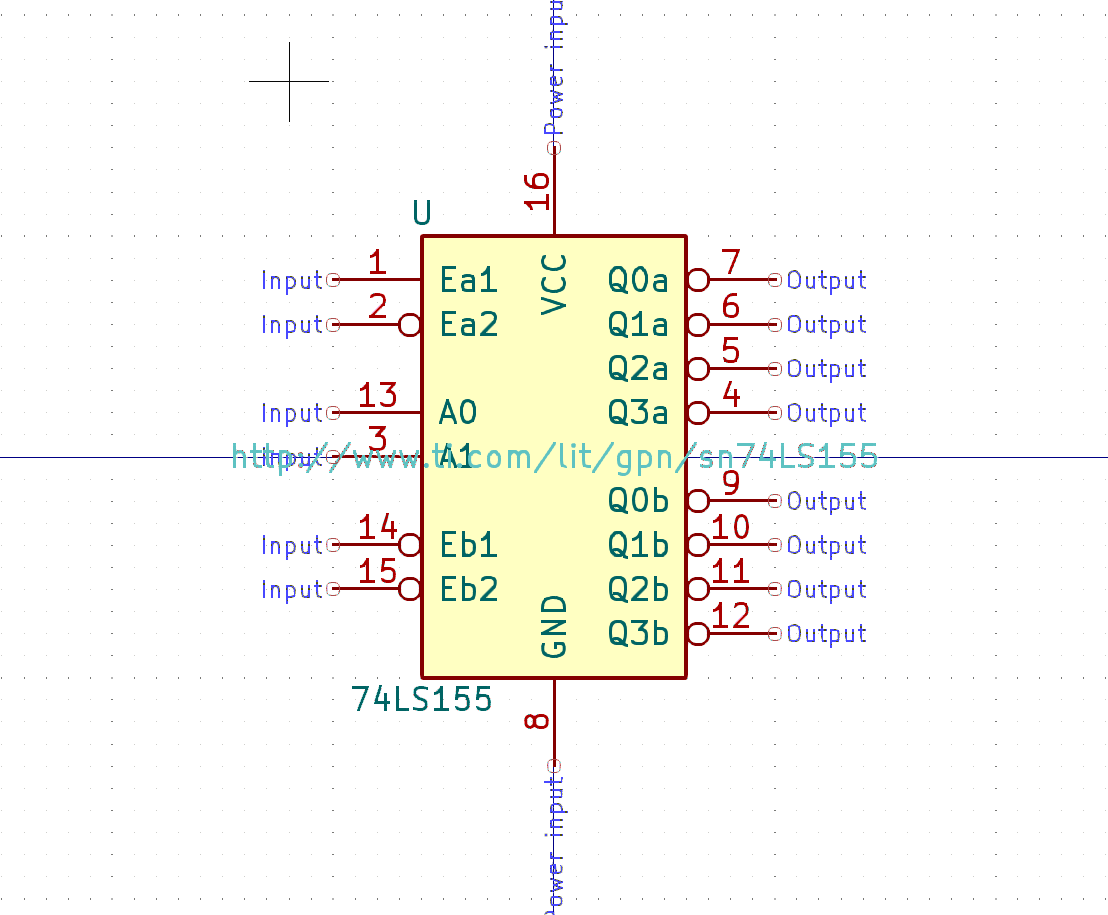 Power input
16
U
VCC
Input 1 Ea1 Q0a 7 Output
Input 2 Ea2 Q1a 6 Output
Q2a 5 Output
Input 13 A0 Q3a 4 Output
Input 3 A1
http://www.ti.com/lit/gpn/sn74LS155
Q0b 9 Output
Input 14 Eb1 Q1b 10 Output
Input 15 Eb2 Q2b 11 Output
Q3b 12 Output
GND
74LS155
8
Power input